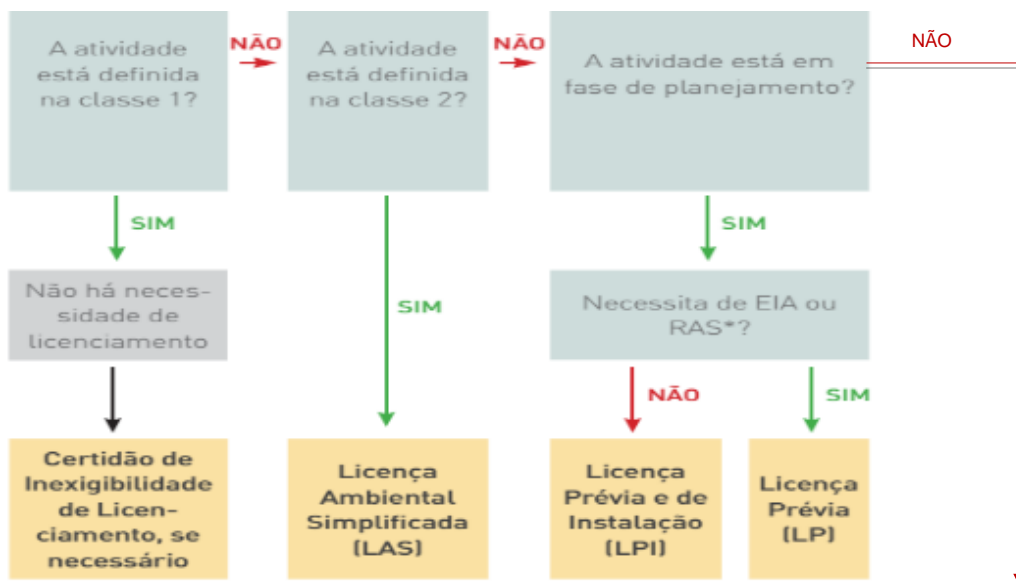 A atividade
está definida
na classe 1?
NÃO
A atividade
está definida
na classe 2?
NÃO
A atividade está em
fase de planejamento?
NÃO
SIM
Não há neces-
sidade de
licenciamento
SIM
SIM
Necessita de EIA ou
RAS*?
NÃO
SIM
Certidão de
Inexigibilidade
de Licen-
ciamento, se
necessário
Licença
Ambiental
Simplificada
(LAS)
Licença
Prévia e de
Instalação
(LPI)
Licença
Prévia
(LP)